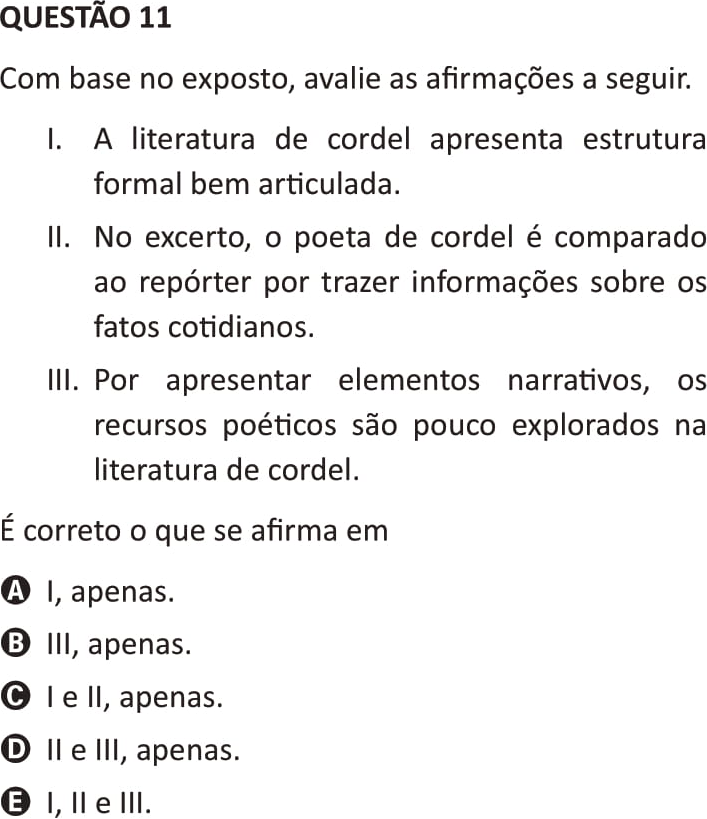 QUESTÃO 11
Com base no exposto, avalie as afirmações a seguir.
I. A literatura de cordel apresenta estrutura
formal bem articulada.
II. No excerto, o poeta de cordel é comparado
ao repórter por trazer informações sobre os
fatos cotidianos.
III. Por apresentar elementos narrativos, os
recursos poéticos são pouco explorados na
literatura de cordel.
É correto o que se afirma em
A I, apenas.
B III, apenas.
C I e II, apenas.
D II e III, apenas.
E I, II e III.